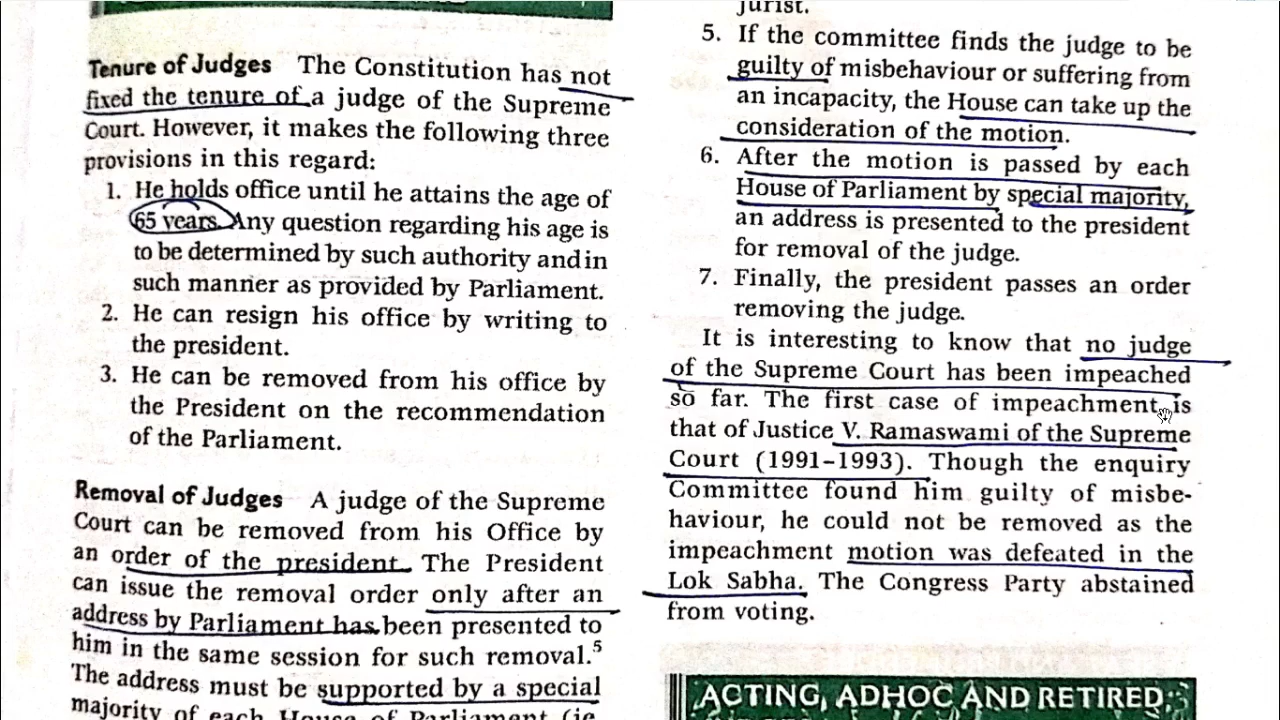 Tenure of Judges The Constitution has not
fixed the tenure of a judge of the Supreme
Court. However, it makes the following three
provisions in this regard:
1. He holds office until he attains the age of
65 years. Any question regarding his age is
to be determined by such authority and in
such manner as provided by Parliament.
2. He can resign his office by writing to
the president.
3. He can be removed from his office by
the President on the recommendation
of the Parliament.
Removal of Judges A judge of the Supreme
Court can be removed from his Office by
an order of the president. The President
can issue the removal order only after an
address by Parliament has been presented to
him in the same session for such removal.5
The address must be supported by a special
majority of each House of Parliament (ie
jurist.
5. If the committee finds the judge to be
guilty of misbehaviour or suffering from
an incapacity, the House can take up the
consideration of the motion.
6. After the motion is passed by each
House of Parliament by special majority,
an address is presented to the president
for removal of the judge.
7. Finally, the president passes an order
removing the judge.
It is interesting to know that no judge
of the Supreme Court has been impeached
so far. The first case of impeachment is
that of Justice V. Ramaswami of the Supreme
Court (1991–1993). Though the enquiry
Committee found him guilty of misbe-
haviour, he could not be removed as the
impeachment motion was defeated in the
Lok Sabha. The Congress Party abstained
from voting.
ACTING, ADHOC AND RETIRED